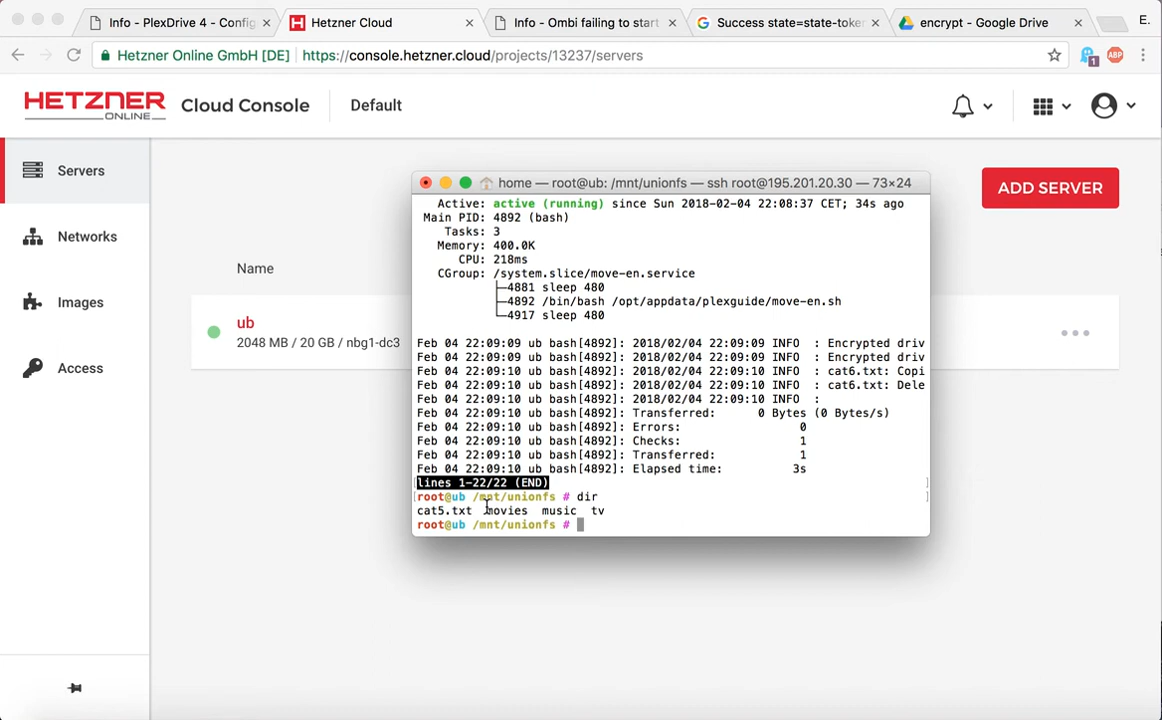 Info - PlexDrive 4 - Config
Hetzner Cloud
Info - Ombi failing to start
Success state=state-token
encrypt - Google Drive
E.
Hetzner Online GmbH [DE]
https://console.hetzner.cloud/projects/13237/servers
1
ABP
HETZNER
ONLINE
Cloud Console
Default
Servers
Networks
Images
Access
ADD SERVER
Name
ub
2048 MB / 20 GB / nbg1-dc3
home — root@ub: /mnt/unionfs — ssh root@195.201.20.30 — 73×24
Active: active (running) since Sun 2018-02-04 22:08:37 CET; 34s ago
Main PID: 4892 (bash)
Tasks: 3
Memory: 400.0K
CPU: 218ms
CGroup: /system.slice/move-en.service
├─4881 sleep 480
├─4892 /bin/bash /opt/appdata/plexguide/move-en.sh
└─4917 sleep 480
Feb 04 22:09:09 ub bash[4892]: 2018/02/04 22:09:09 INFO  : Encrypted driv
Feb 04 22:09:09 ub bash[4892]: 2018/02/04 22:09:09 INFO  : Encrypted driv
Feb 04 22:09:10 ub bash[4892]: 2018/02/04 22:09:10 INFO  : cat6.txt: Copi
Feb 04 22:09:10 ub bash[4892]: 2018/02/04 22:09:10 INFO  : cat6.txt: Dele
Feb 04 22:09:10 ub bash[4892]: 2018/02/04 22:09:10 INFO  :
Feb 04 22:09:10 ub bash[4892]: Transferred:      0 Bytes (0 Bytes/s)
Feb 04 22:09:10 ub bash[4892]: Errors:                 0
Feb 04 22:09:10 ub bash[4892]: Checks:                 1
Feb 04 22:09:10 ub bash[4892]: Transferred:            1
Feb 04 22:09:10 ub bash[4892]: Elapsed time:          3s
lines 1-22/22 (END)
[root@ub /mnt/unionfs # dir ]
cat5.txt  movies  music  tv
root@ub /mnt/unionfs #